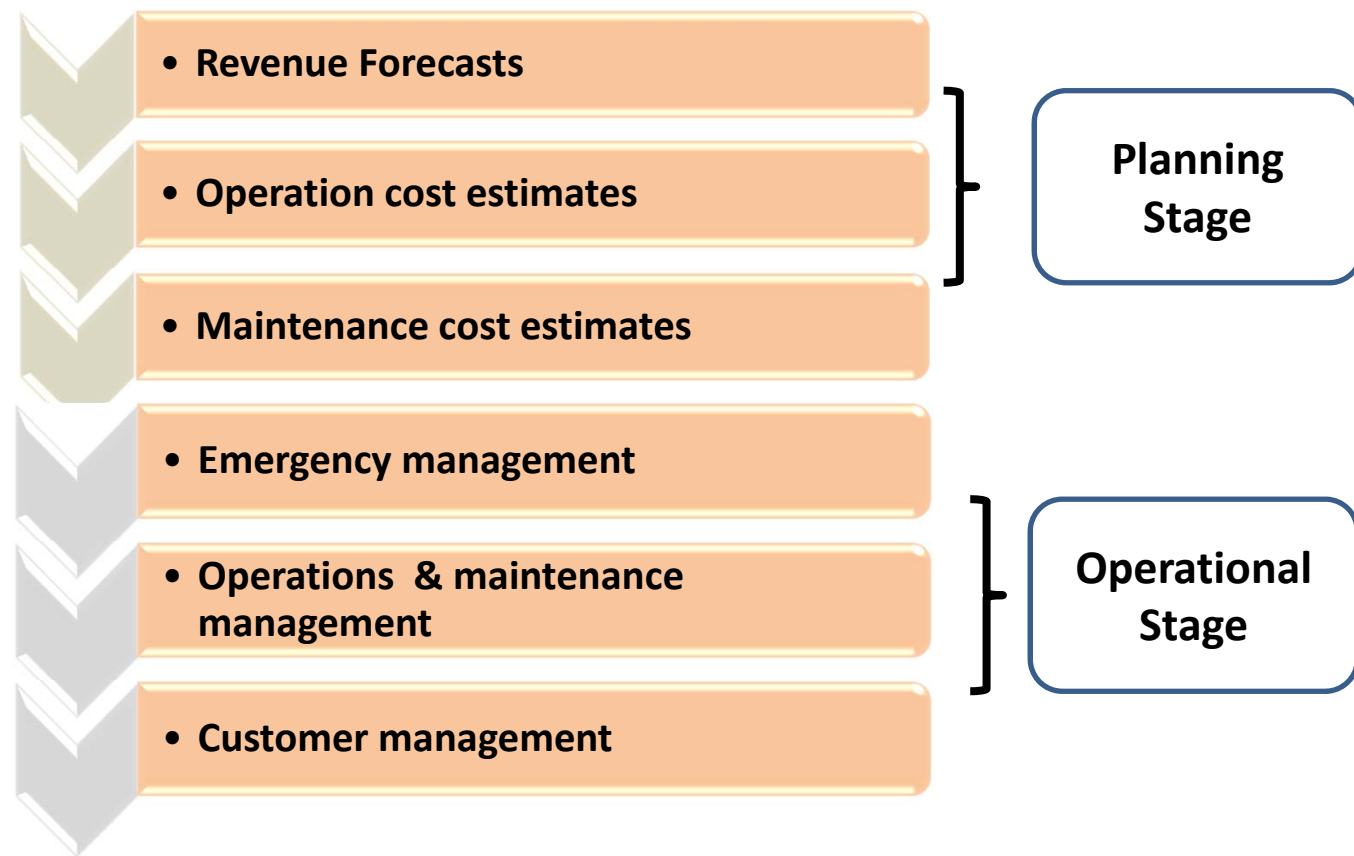 • Revenue Forecasts
• Operation cost estimates
• Maintenance cost estimates
Planning
Stage
• Emergency management
• Operations & maintenance
management
• Customer management
Operational
Stage